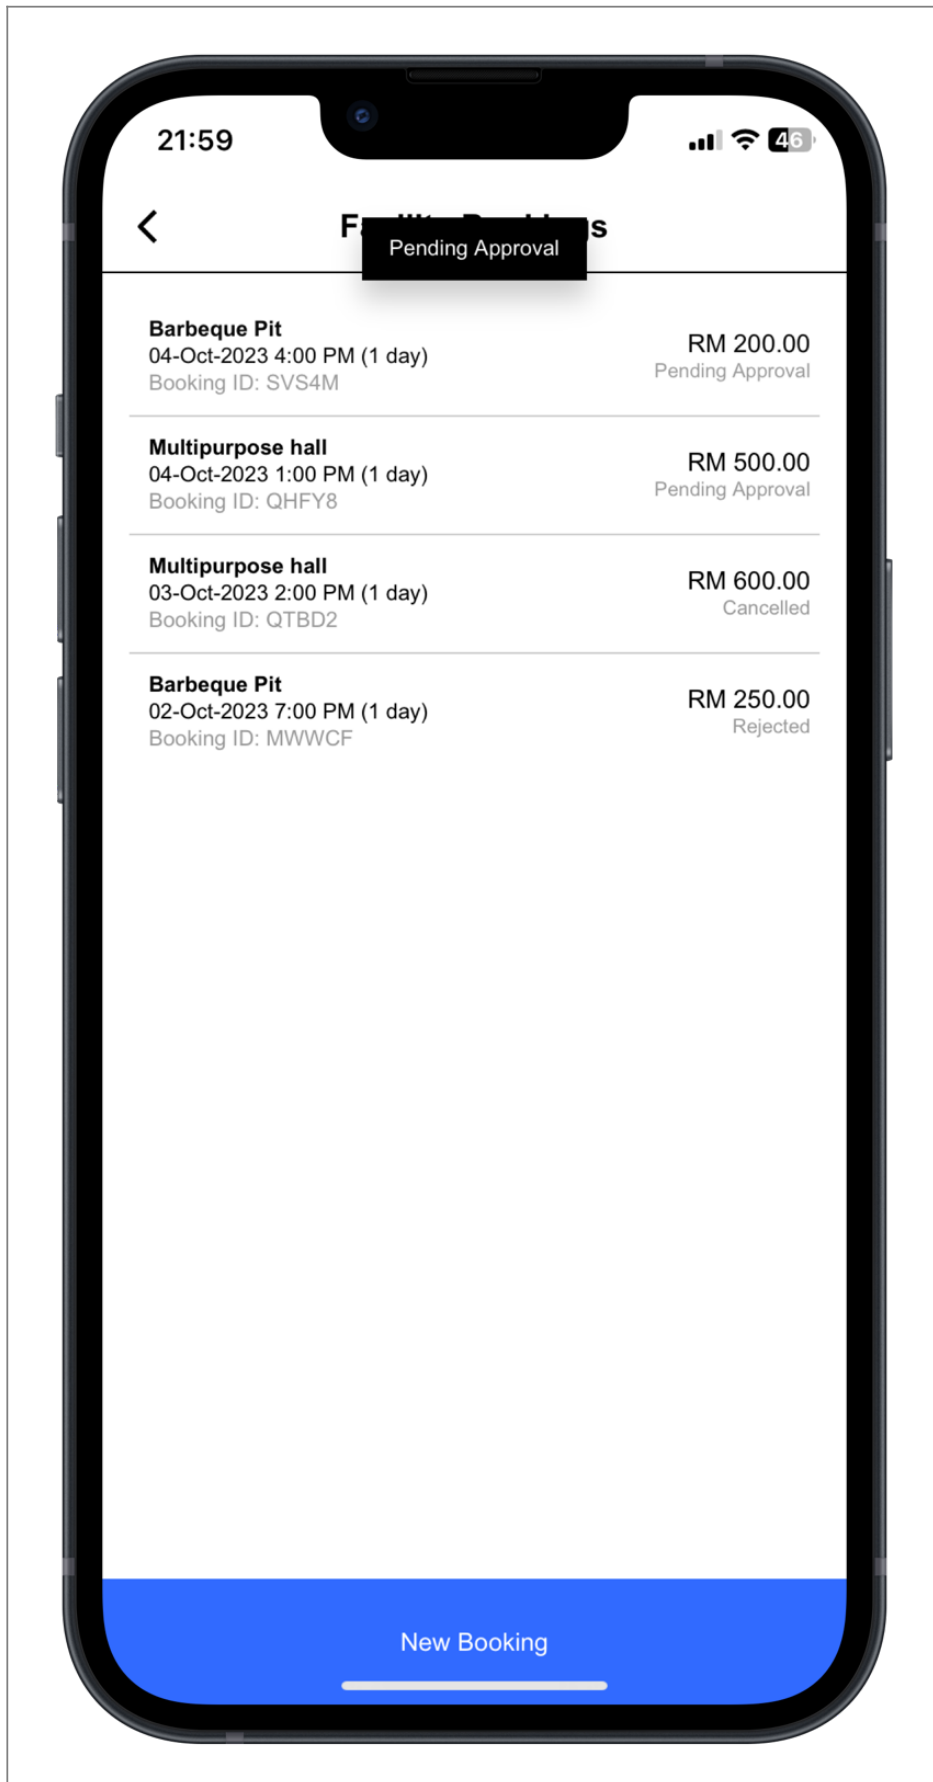 21:59
46
Pending Approval
Barbeque Pit
04-Oct-2023 4:00 PM (1 day)
Booking ID: SVS4M
RM 200.00
Pending Approval
Multipurpose hall
04-Oct-2023 1:00 PM (1 day)
Booking ID: QHFY8
RM 500.00
Pending Approval
Multipurpose hall
03-Oct-2023 2:00 PM (1 day)
Booking ID: QTBD2
RM 600.00
Cancelled
Barbeque Pit
02-Oct-2023 7:00 PM (1 day)
Booking ID: MWWCF
RM 250.00
Rejected
New Booking